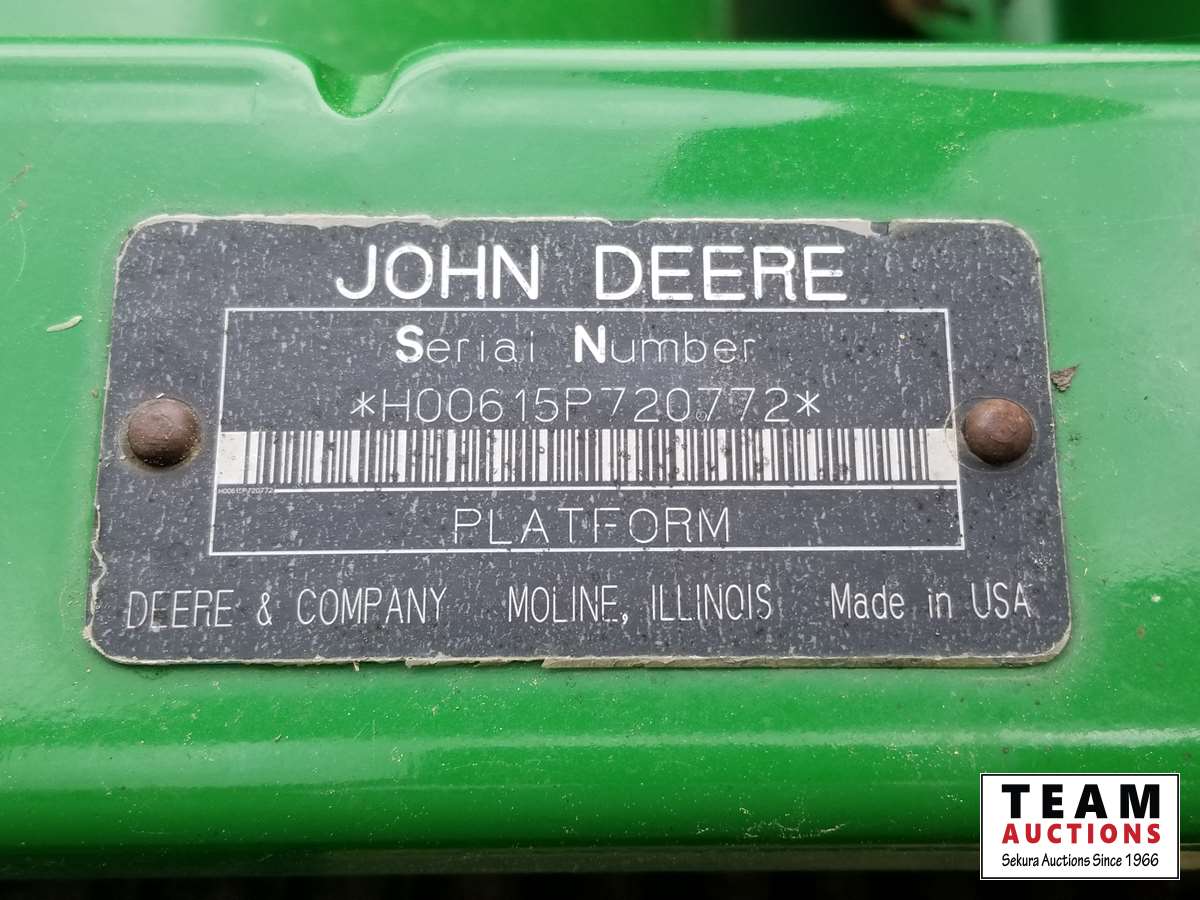 JOHN DEERE
Serial Number
*H00615P720772*
H00615P720772
PLATFORM
DEERE & COMPANY MOLINE, ILLINOIS Made in USA
TEAM
AUCTIONS
Sekura Auctions Since 1966